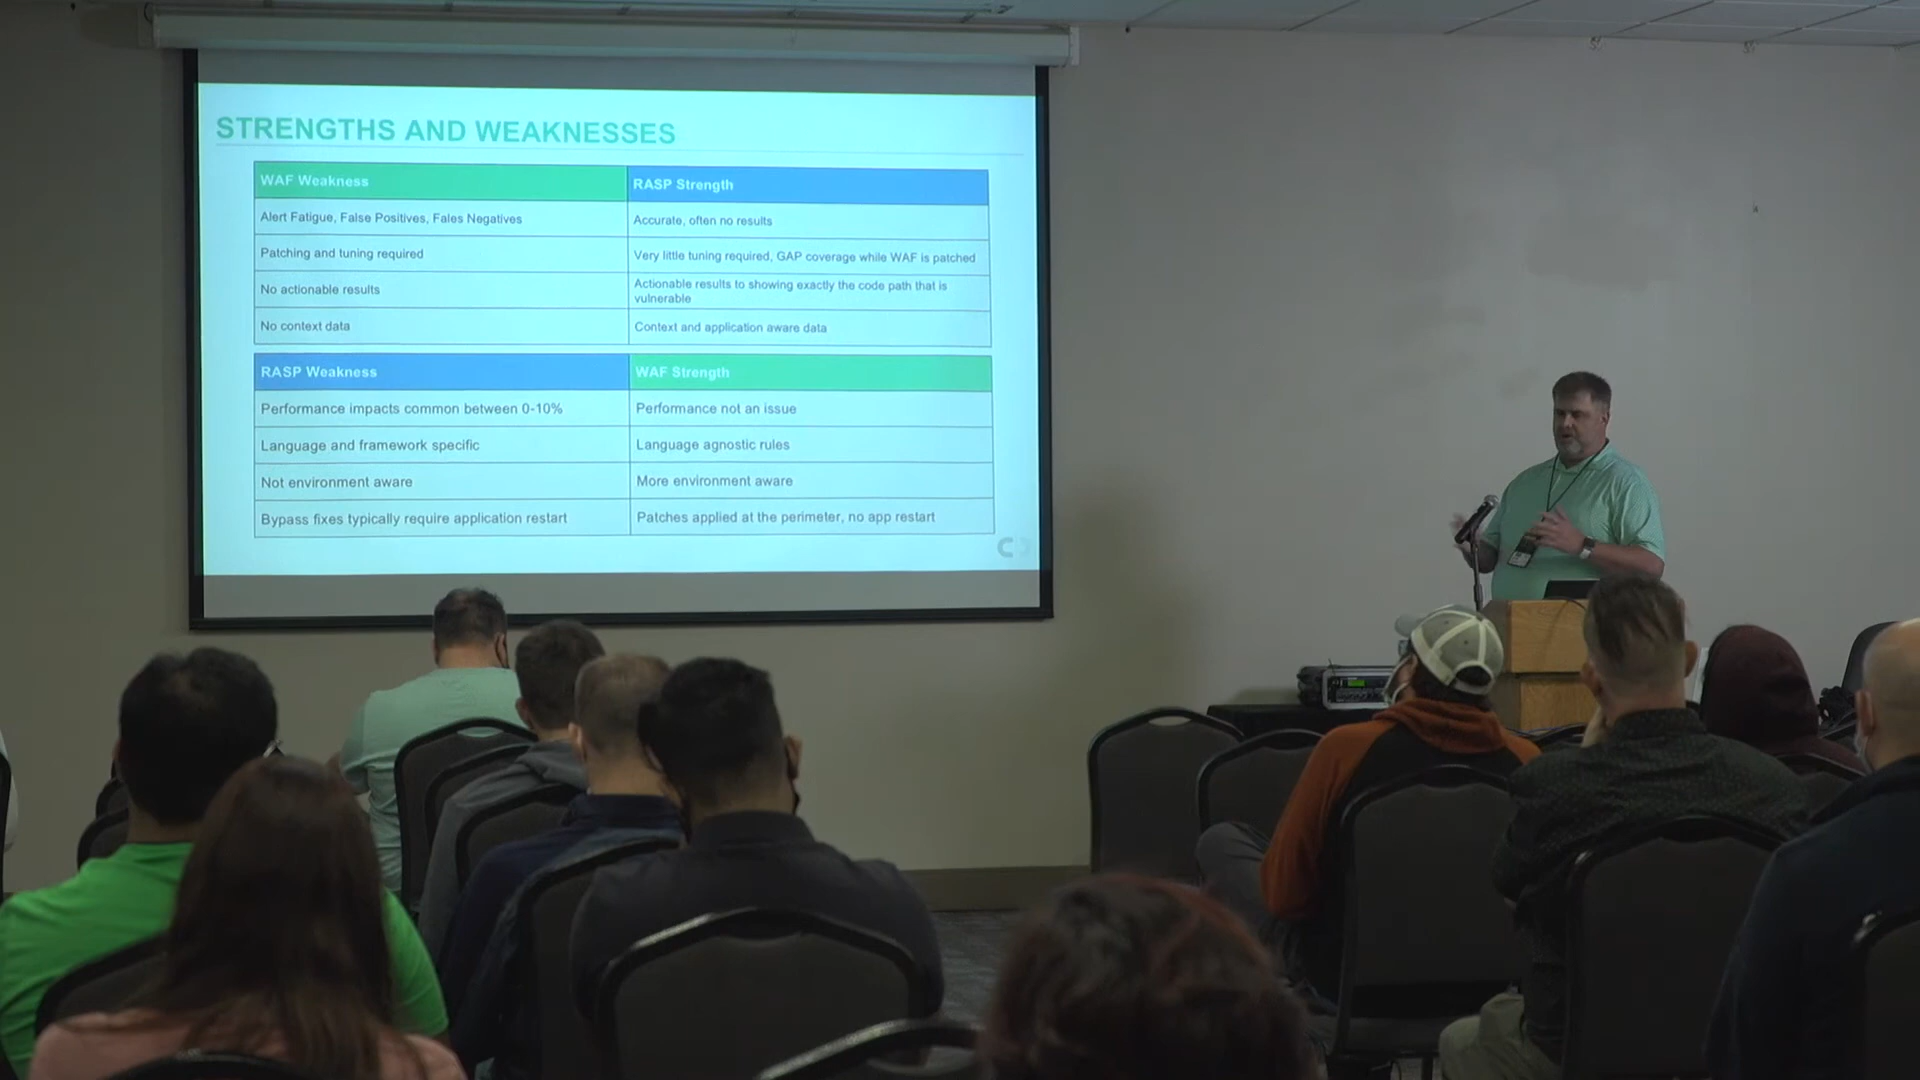 STRENGTHS AND WEAKNESSES
WAF Weakness
RASP Strength
Alert Fatigue, False Positives, Fales Negatives
Accurate, often no results
Patching and tuning required
Very little tuning required, GAP coverage while WAF is patched
No actionable results
Actionable results to showing exactly the code path that is
vulnerable
No context data
Context and application aware data
RASP Weakness
WAF Strength
Performance impacts common between 0-10%
Performance not an issue
Language and framework specific
Language agnostic rules
Not environment aware
More environment aware
Bypass fixes typically require application restart
Patches applied at the perimeter, no app restart